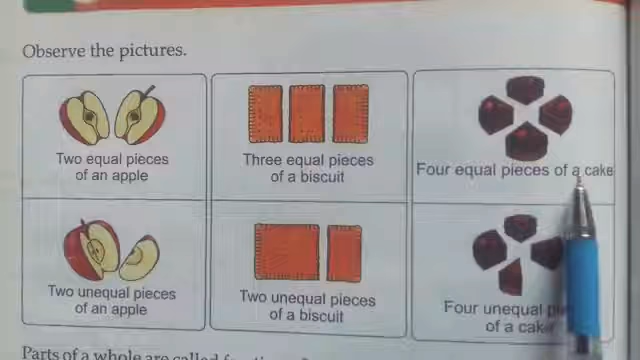 Observe the pictures.
Two equal pieces
of an apple
Three equal pieces
of a biscuit
Four equal pieces of a cake
Two unequal pieces
of an apple
Two unequal pieces
of a biscuit
Four unequal
of a cake
Parts of a whole are called